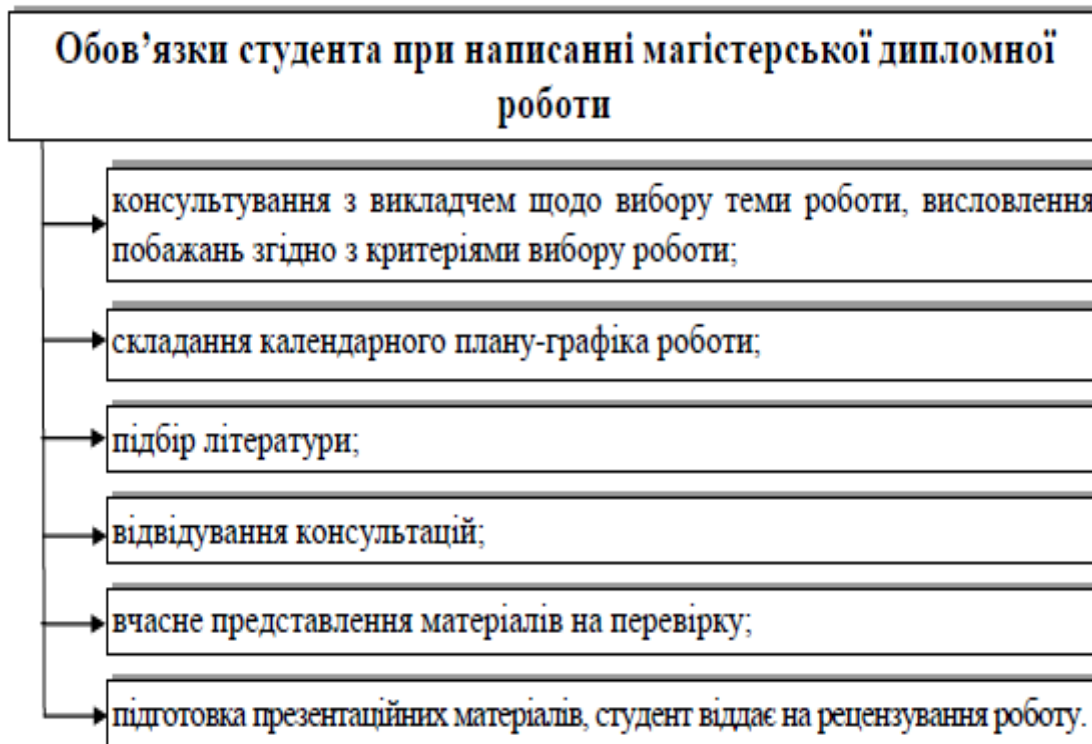 Обов’язки студента при написанні магістерської дипломної
роботи
консультування з викладчем щодо вибору теми роботи, висловлення
побажань згідно з критеріями вибору роботи;
складання календарного плану-графіка роботи;
підбір літератури;
відвідування консультацій;
вчасне представлення матеріалів на перевірку;
підготовка презентаційних матеріалів, студент віддає на рецензування роботу.